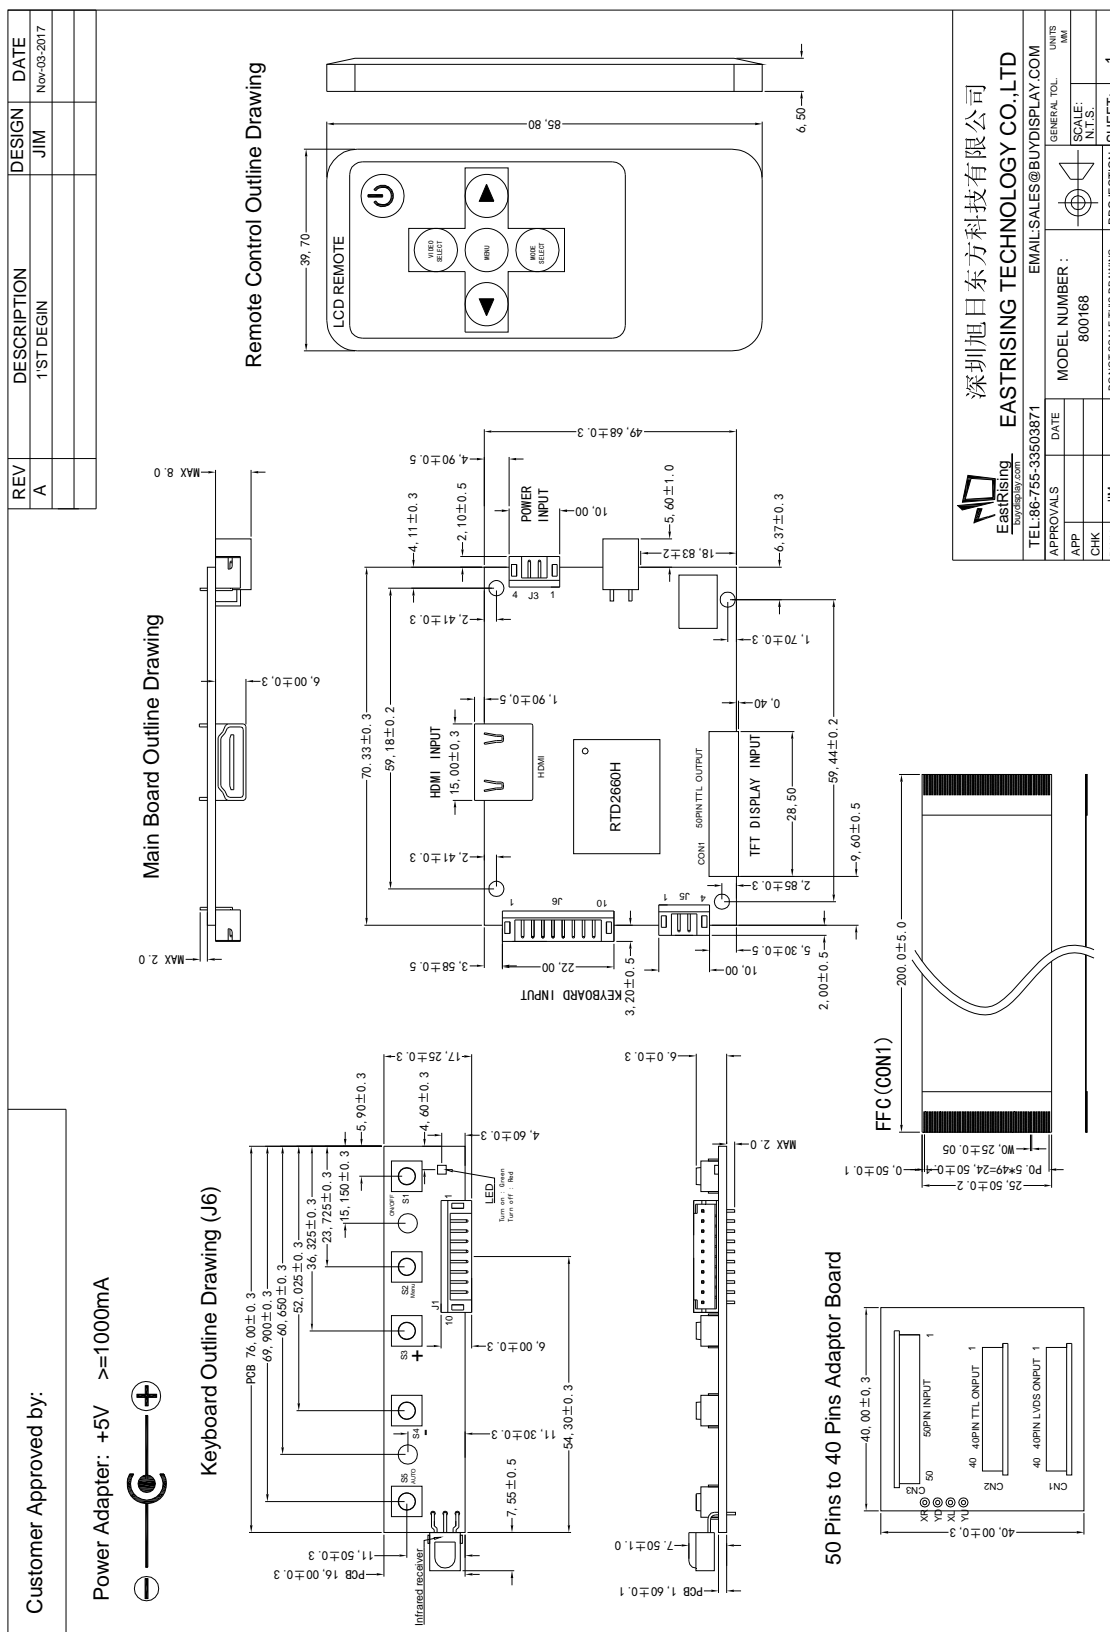 Customer Approved by:
REV DESCRIPTION DESIGN DATE
A 1'ST DEGIN JIM Nov-03-2017
Power Adapter: +5V >=1000mA
Keyboard Outline Drawing (J6)
PCB 76,00±0.3
69,900±0.3
60,650±0.3
52,025±0.3
36,325±0.3
23,725±0.3
15,150±0.3
5,90±0.3
4,60±0.3
17,25±0.3
4,60±0.3
ON/OFF
S1
S2
Menu
S3
+
S4
-
S5
AUTO
LED
Turn on : Green
Turn off : Red
J1
1
10
6,00±0.3
54,30±0.3
11,30±0.3
7,55±0.5
11,50±0.3
PCB 16,00±0.3
Infrared receiver
6.0±0.3
MAX 2.0
7.50±1.0
PCB 1,60±0.1
Main Board Outline Drawing
MAX 8.0
6,00±0,3
MAX 2.0
70.33±0.3
59,18±0.2
4,11±0.3
2,10±0.5
4,90±0.5
49,68±0.3
HDMI INPUT
15,00±0,3
1,90±0.5
HDMI
2,41±0.3
2,41±0.3
POWER
INPUT
10,00
4 J3 1
5,60±1.0
18,83±2
6,37±0.3
1,70±0.3
RTD2660H
CON1 50PIN TTL OUTPUT
TFT DISPLAY INPUT
0,40
28,50
59,44±0.2
9,60±0.5
2,85±0.3
1 J6 10
1 J5 4
3,58±0.5
22,00
3,20±0.5
KEYBOARD INPUT
5,30±0.5
10,00
2,00±0.5
Remote Control Outline Drawing
39,70
85,80
6,50
LCD REMOTE
VIDEO
SELECT
MENU
MODE
SELECT
50 Pins to 40 Pins Adaptor Board
40,00±0,3
40,00±0,3
CN3
50 50PIN INPUT 1
XR
YD
XL
YU
CN2
40 40PIN TTL ONPUT 1
CN1
40 40PIN LVDS ONPUT 1
FFC(CON1)
200.0±5.0
W0,25±0.05
P0.5*49=24,50±0.1
0,50±0.1
25,50±0.2
深圳旭日东方科技有限公司
EastRising
buydisplay.com
EASTRISING TECHNOLOGY CO.,LTD
TEL:86-755-33503871 EMAIL:SALES@BUYDISPLAY.COM
APPROVALS DATE
APP
CHK
MODEL NUMBER :
800168
GENERAL TOL. UNITS
MM
SCALE:
N.T.S.